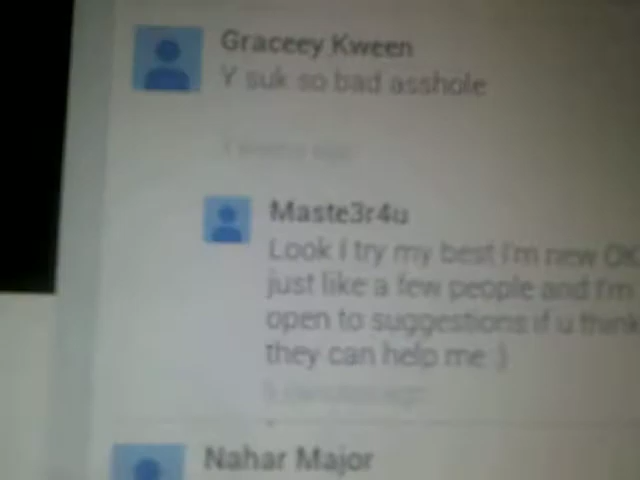 Graceey Kween
Y suk so bad asshole
Maste3r4u
Look I try my best I'm new OK
just like a few people and I'm
open to suggestions if u think
they can help me :)
Nahar Major